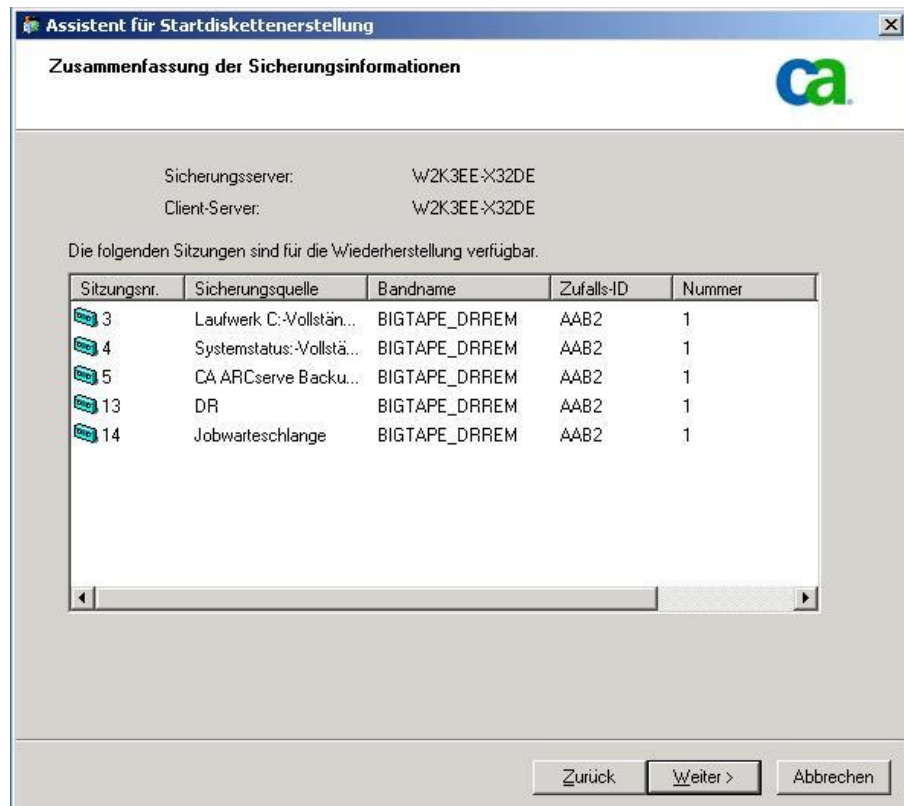 Assistent für Startdiskettenerstellung
Zusammenfassung der Sicherungsinformationen
ca
Sicherungsserver: W2K3EE-X32DE
Client-Server: W2K3EE-X32DE
Die folgenden Sitzungen sind für die Wiederherstellung verfügbar.
Sitzungsnr. Sicherungsquelle Bandname Zufalls-ID Nummer
3 Laufwerk C:-Vollstän... BIGTAPE_DRREM AAB2 1
4 Systemstatus:-Vollstä... BIGTAPE_DRREM AAB2 1
5 CA ARCserve Backu... BIGTAPE_DRREM AAB2 1
13 DR BIGTAPE_DRREM AAB2 1
14 Jobwarteschlange BIGTAPE_DRREM AAB2 1
Zurück Weiter > Abbrechen